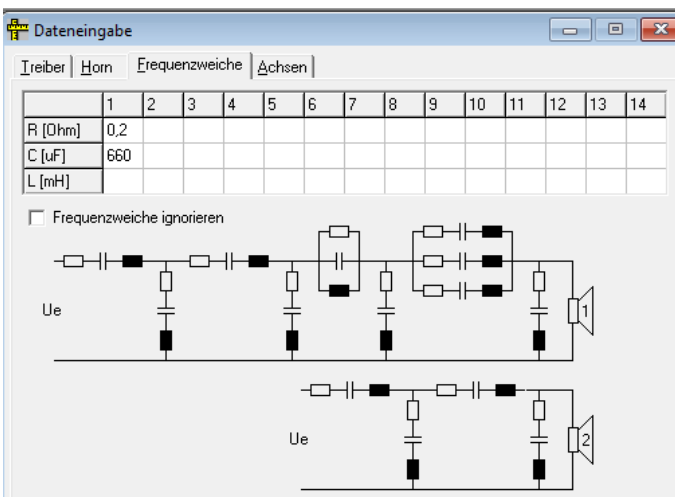 Dateneingabe
Treiber Horn Frequenzweiche Achsen
1 2 3 4 5 6 7 8 9 10 11 12 13 14
R [Ohm] 0,2
C [uF] 660
L [mH]
Frequenzweiche ignorieren
Ue
1
Ue
2